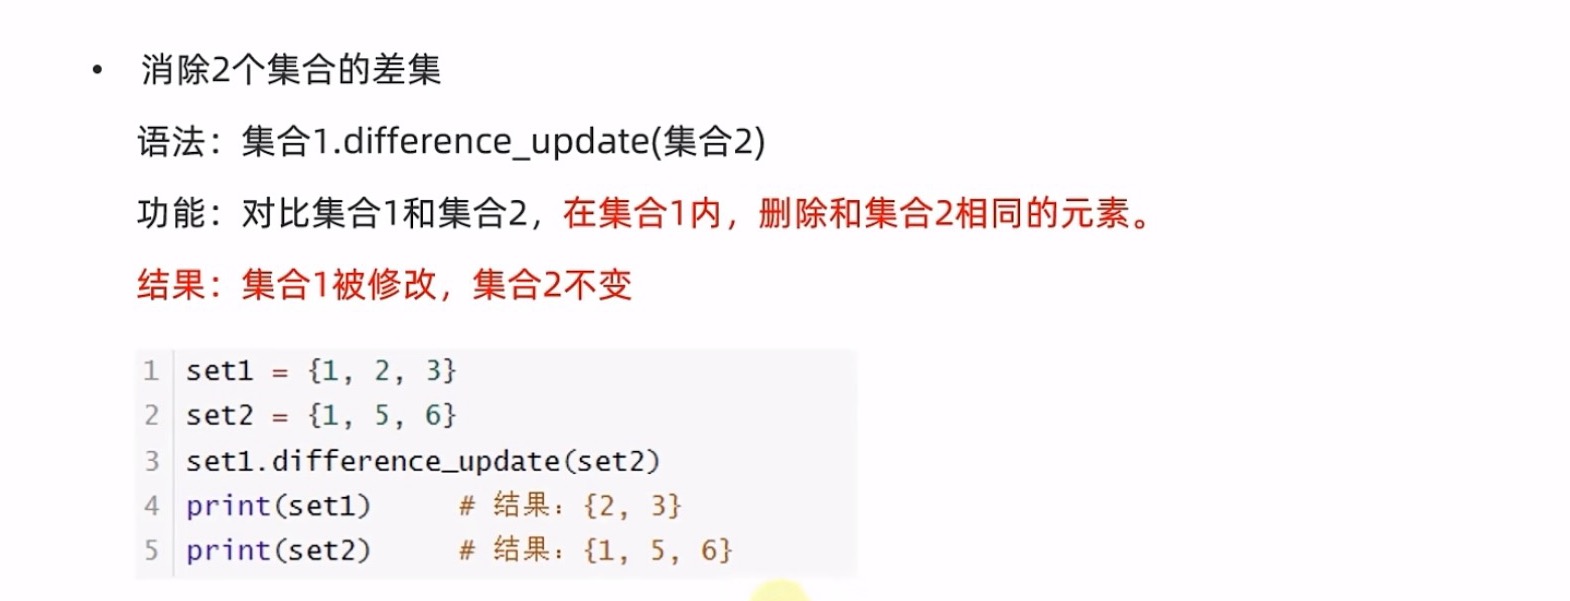 • 消除2个集合的差集
语法：集合1.difference_update(集合2)
功能：对比集合1和集合2，在集合1内，删除和集合2相同的元素。
结果：集合1被修改，集合2不变
1 set1 = {1, 2, 3}
2 set2 = {1, 5, 6}
3 set1.difference_update(set2)
4 print(set1) # 结果：{2, 3}
5 print(set2) # 结果：{1, 5, 6}